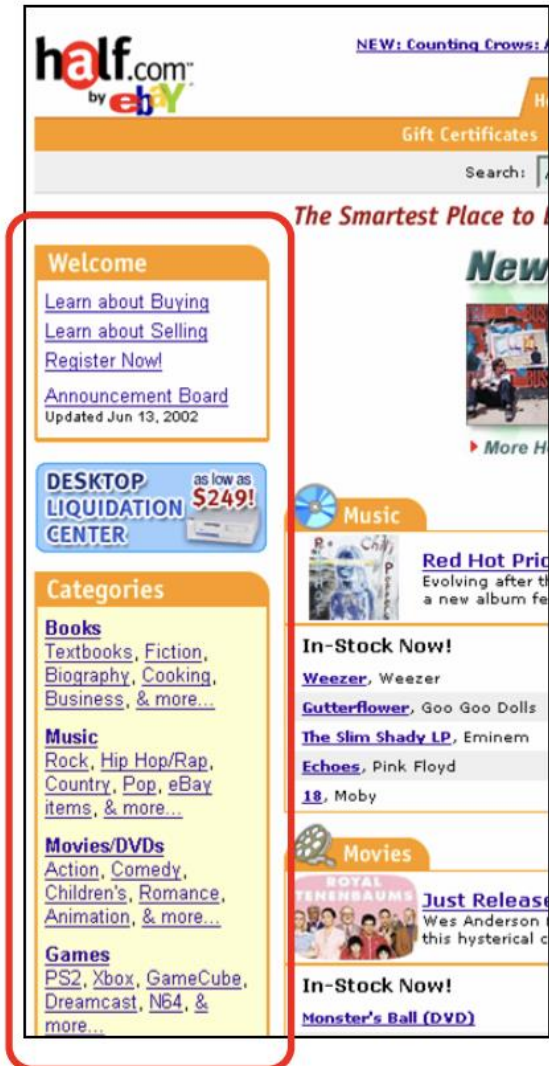 half.com
by ebaY
NEW: Counting Crows:
Gift Certificates
Search:
The Smartest Place to
Welcome
Learn about Buying
Learn about Selling
Register Now!
Announcement Board
Updated Jun 13, 2002
New
More
DESKTOP
LIQUIDATION
CENTER
as low as
$249!
Categories
Books
Textbooks, Fiction,
Biography, Cooking,
Business, & more...
Music
Rock, Hip Hop/Rap,
Country, Pop, eBay
items, & more...
Movies/DVDs
Action, Comedy,
Children's, Romance,
Animation, & more...
Games
PS2, Xbox, GameCube,
Dreamcast, N64, &
more...
Music
Red Hot
Evolving after
a new album
In-Stock Now!
Weezer, Weezer
Gutterflower, Goo Goo Dolls
The Slim Shady LP, Eminem
Echoes, Pink Floyd
18, Moby
Movies
ROYAL
TENENBAUMS
Just
Wes Anderson
this hysterical
In-Stock Now!
Monster's Ball (DVD)